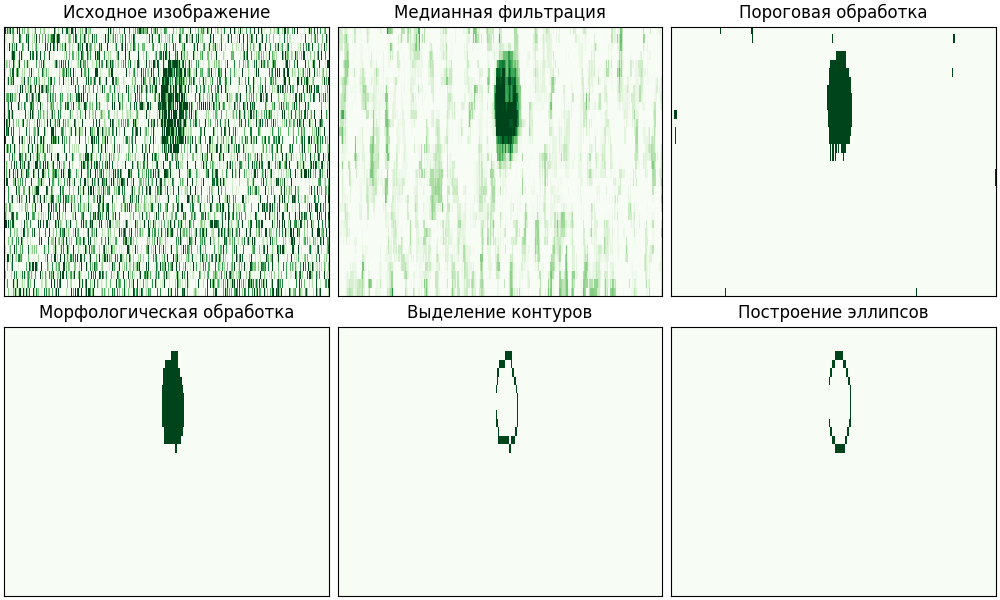 Исходное изображение
Медианная фильтрация
Пороговая обработка
Морфологическая обработка
Выделение контуров
Построение эллипсов